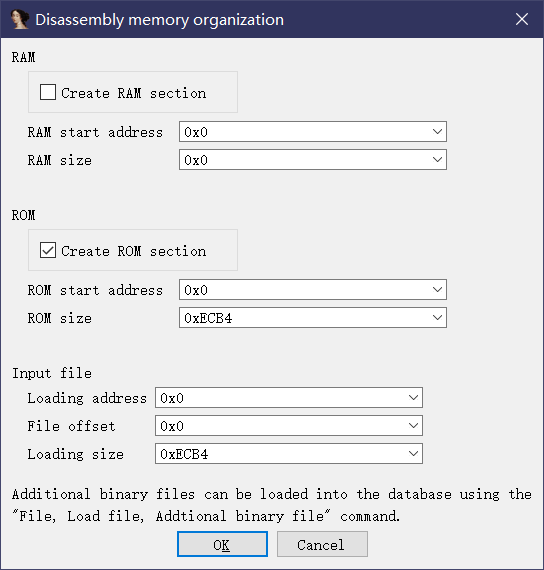 Disassembly memory organization
RAM
Create RAM section
RAM start address 0x0
RAM size 0x0
ROM
Create ROM section
ROM start address 0x0
ROM size 0xECB4
Input file
Loading address 0x0
File offset 0x0
Loading size 0xECB4
Additional binary files can be loaded into the database using the
"File, Load file, Addtional binary file" command.
OK Cancel